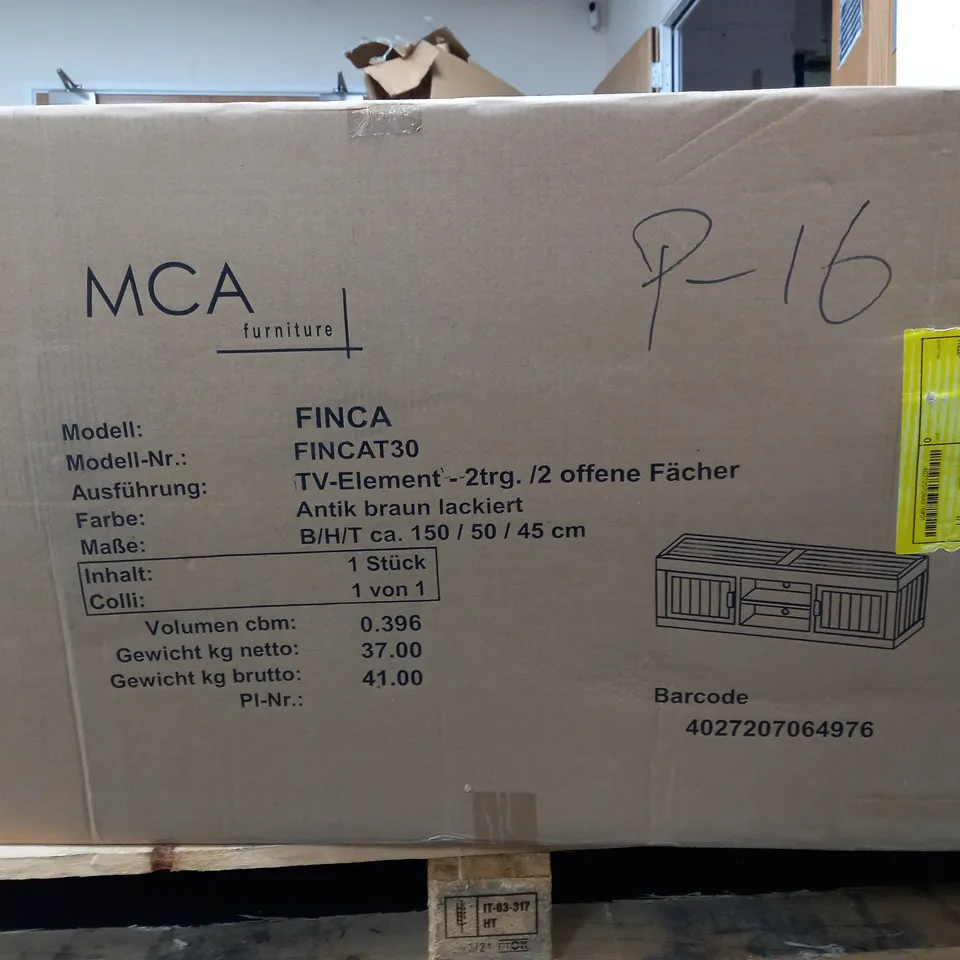 P-16
MCA
furniture
Modell: FINCA
Modell-Nr.: FINCAT30
Ausführung: TV-Element - 2trg. /2 offene Fächer
Farbe: Antik braun lackiert
Maße: B/H/T ca. 150 / 50 / 45 cm
Inhalt: 1 Stück
Colli: 1 von 1
Volumen cbm: 0.396
Gewicht kg netto: 37.00
Gewicht kg brutto: 41.00
PI-Nr.:
Barcode
4027207064976
IT-03-317
HT